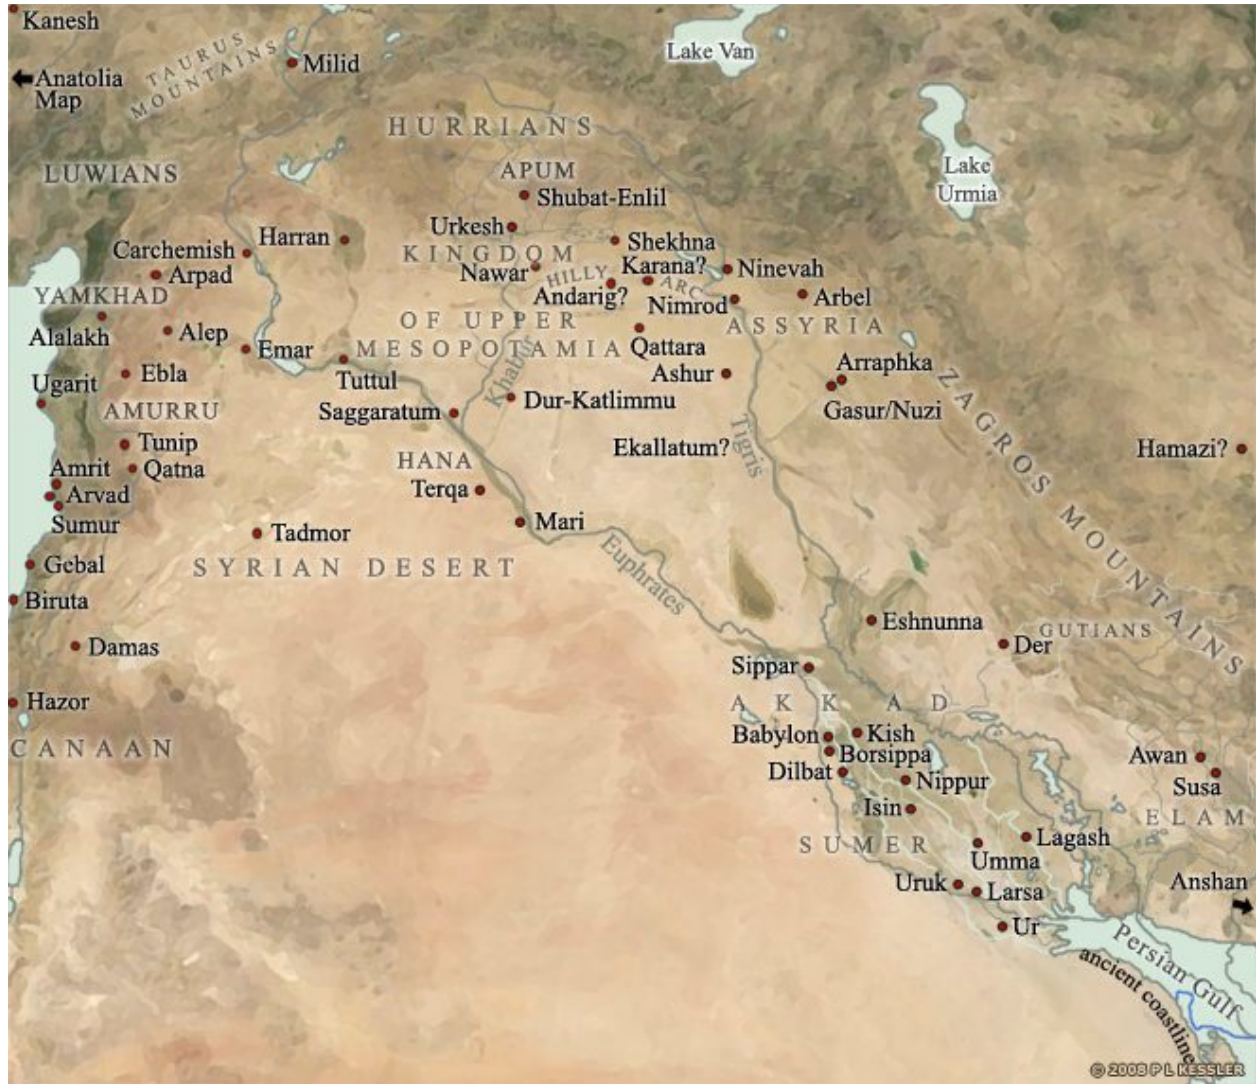 Kanesh
TAURUS
MOUNTAINS
Milid
Lake Van
Anatolia
Map
HURRIANS
LUWIANS
APUM
Lake
Urmia
Shubat-Enlil
Urkesh
Harran
Carchemish
Shekhna
KINGDOM
Arpad
Nawar
HILLY
Karana?
ARC
Ninevah
YAMKHAD
Andarig?
Nimrod
Arbel
Alalakh
Alep
OF UPPER
ASSYRIA
Emar
MESOPOTAMIA
Qattara
Ugarit
Ebla
Tuttul
Khabur
Ashur
Arraphka
ZAGROS MOUNTAINS
AMURRU
Saggaratum
Dur-Katlimmu
Gasur/Nuzi
Tunip
Ekallatum?
Tigris
Hamazi?
Amrit
Qatna
HANA
Arvad
Terqa
Sumur
Tadmor
Mari
Gebal
SYRIAN DESERT
Euphrates
Biruta
Eshnunna
GUTIANS
Damas
Der
Sippar
Hazor
AKKAD
CANAAN
Babylon
Kish
Borsippa
Awan
Dilbat
Nippur
Susa
Isin
ELAM
SUMER
Lagash
Umma
Uruk
Larsa
Anshan
Ur
Persian Gulf
ancient coastline
© 2008 P L KESSLER